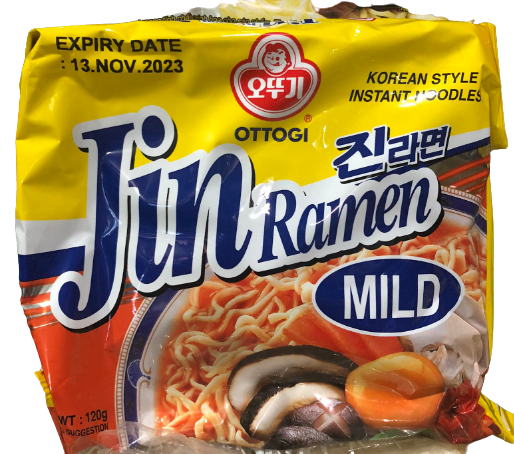 EXPIRY DATE
: 13.NOV.2023
오뚜기
OTTOGI ®
KOREAN STYLE
INSTANT NOODLES
진라면
Jin Ramen
MILD
WT : 120g
SUGGESTION